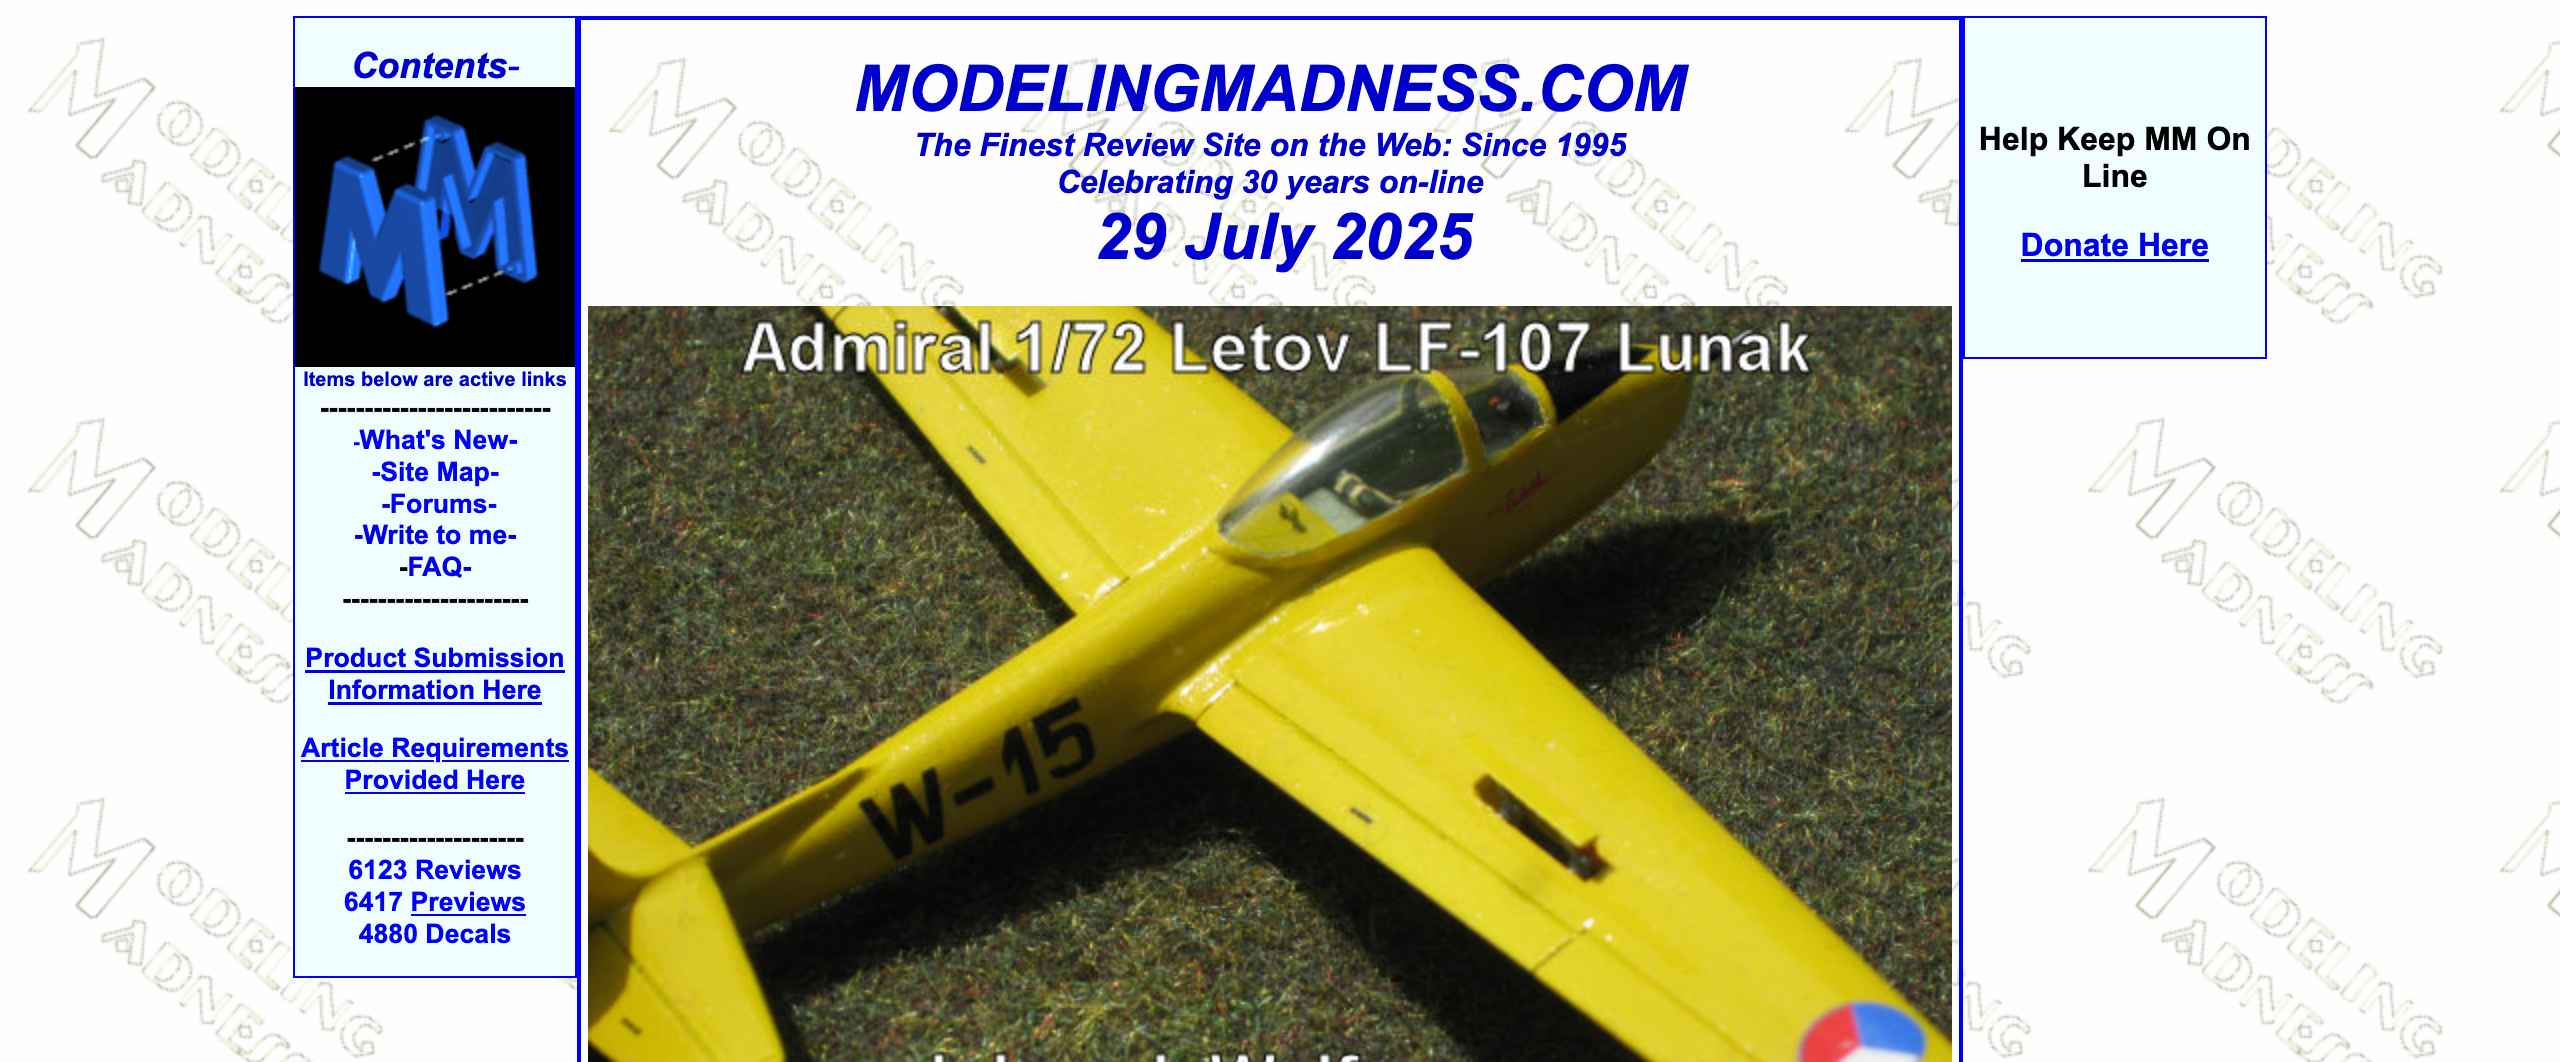 Contents-
Items below are active links
--------------------------
-What's New-
-Site Map-
-Forums-
-Write to me-
-FAQ-
---------------------
Product Submission
Information Here
Article Requirements
Provided Here
--------------------
6123 Reviews
6417 Previews
4880 Decals
MODELINGMADNESS.COM
The Finest Review Site on the Web: Since 1995
Celebrating 30 years on-line
29 July 2025
Admiral 1/72 Letov LF-107 Lunak
W-15
Help Keep MM On
Line
Donate Here
MODELING
MADNESS